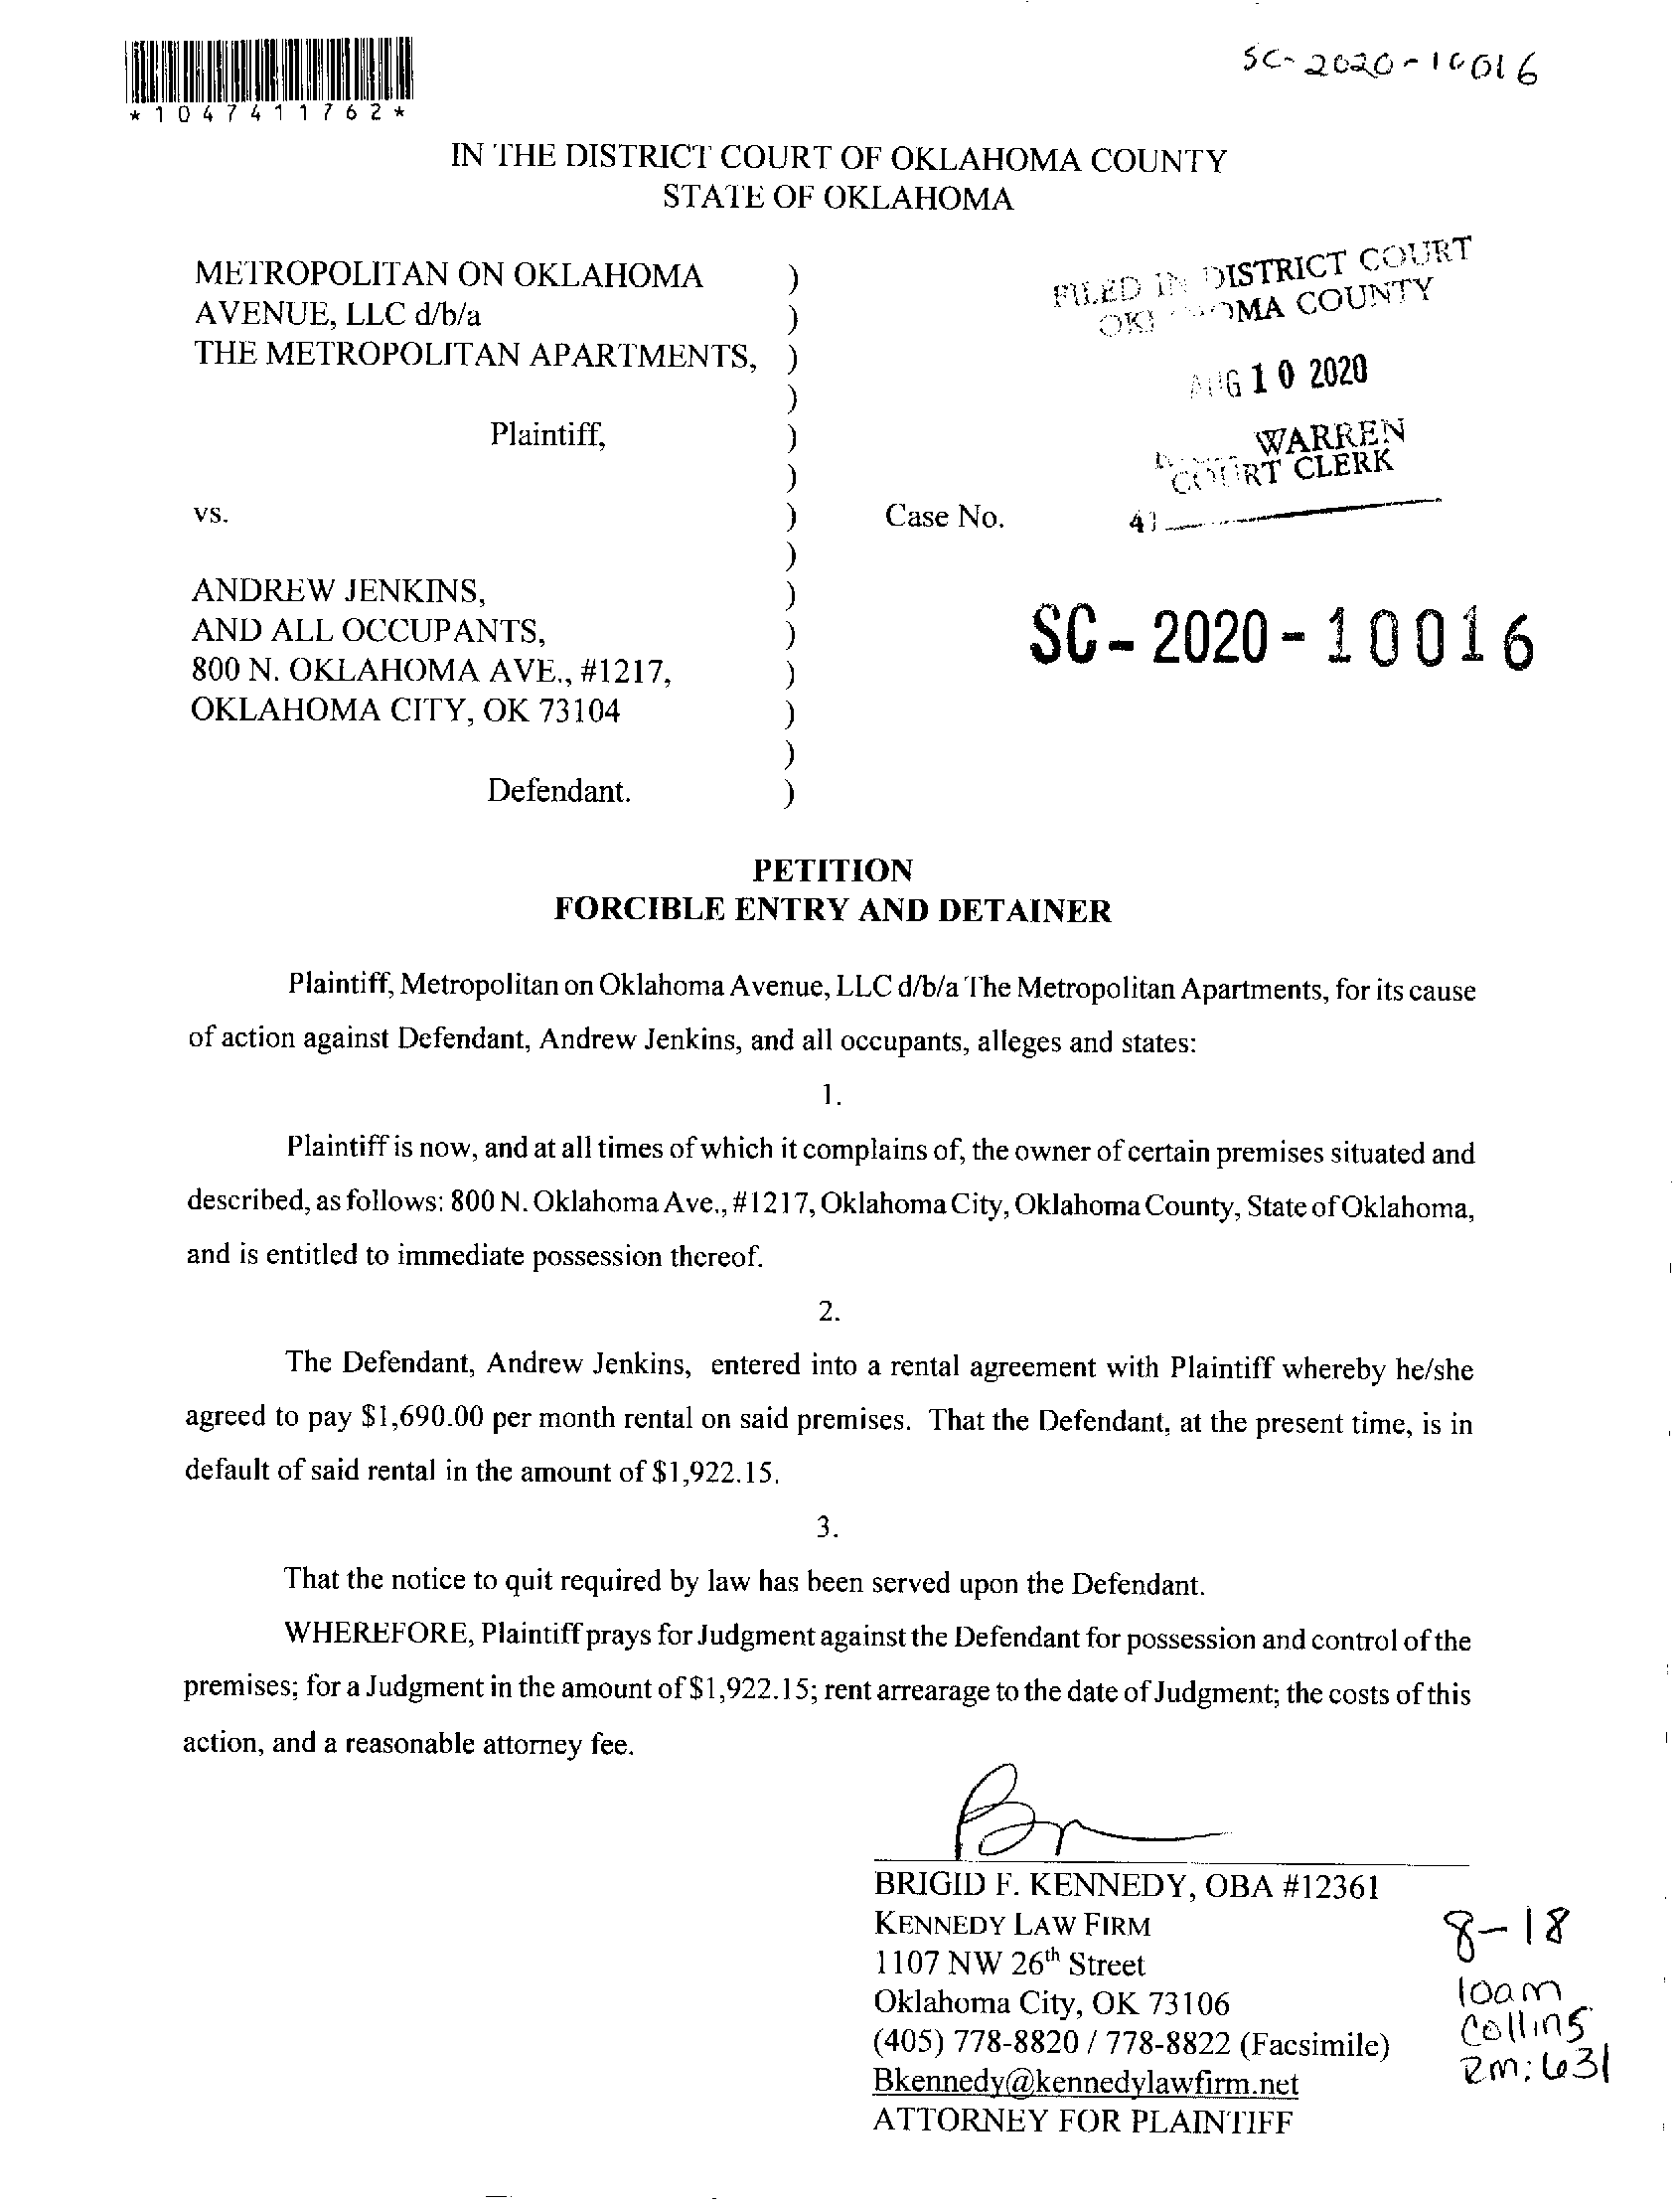 SC-2020-10016
*1047411762*
IN THE DISTRICT COURT OF OKLAHOMA COUNTY
STATE OF OKLAHOMA
METROPOLITAN ON OKLAHOMA )
AVENUE, LLC d/b/a )
THE METROPOLITAN APARTMENTS, )
)
Plaintiff, )
)
vs. )
)
ANDREW JENKINS, )
AND ALL OCCUPANTS, )
800 N. OKLAHOMA AVE., #1217, )
OKLAHOMA CITY, OK 73104 )
)
Defendant. )
FILED IN DISTRICT COURT
COUNTY
AUG 10 2020
WARREN
COURT CLERK
Case No.
SC-2020-10016
PETITION
FORCIBLE ENTRY AND DETAINER
Plaintiff, Metropolitan on Oklahoma Avenue, LLC d/b/a The Metropolitan Apartments, for its cause
of action against Defendant, Andrew Jenkins, and all occupants, alleges and states:
1.
Plaintiff is now, and at all times of which it complains of, the owner of certain premises situated and
described, as follows: 800 N. Oklahoma Ave., #1217, Oklahoma City, Oklahoma County, State of Oklahoma,
and is entitled to immediate possession thereof.
2.
The Defendant, Andrew Jenkins, entered into a rental agreement with Plaintiff whereby he/she
agreed to pay $1,690.00 per month rental on said premises. That the Defendant, at the present time, is in
default of said rental in the amount of $1,922.15.
3.
That the notice to quit required by law has been served upon the Defendant.
WHEREFORE, Plaintiff prays for Judgment against the Defendant for possession and control of the
premises; for a Judgment in the amount of $1,922.15; rent arrearage to the date of Judgment; the costs of this
action, and a reasonable attorney fee.
BRIGID F. KENNEDY, OBA #12361
KENNEDY LAW FIRM
1107 NW 26th Street
Oklahoma City, OK 73106
(405) 778-8820 / 778-8822 (Facsimile)
Bkennedy@kennedylawfirm.net
ATTORNEY FOR PLAINTIFF
8-18
10am
Collins
Rm: 631